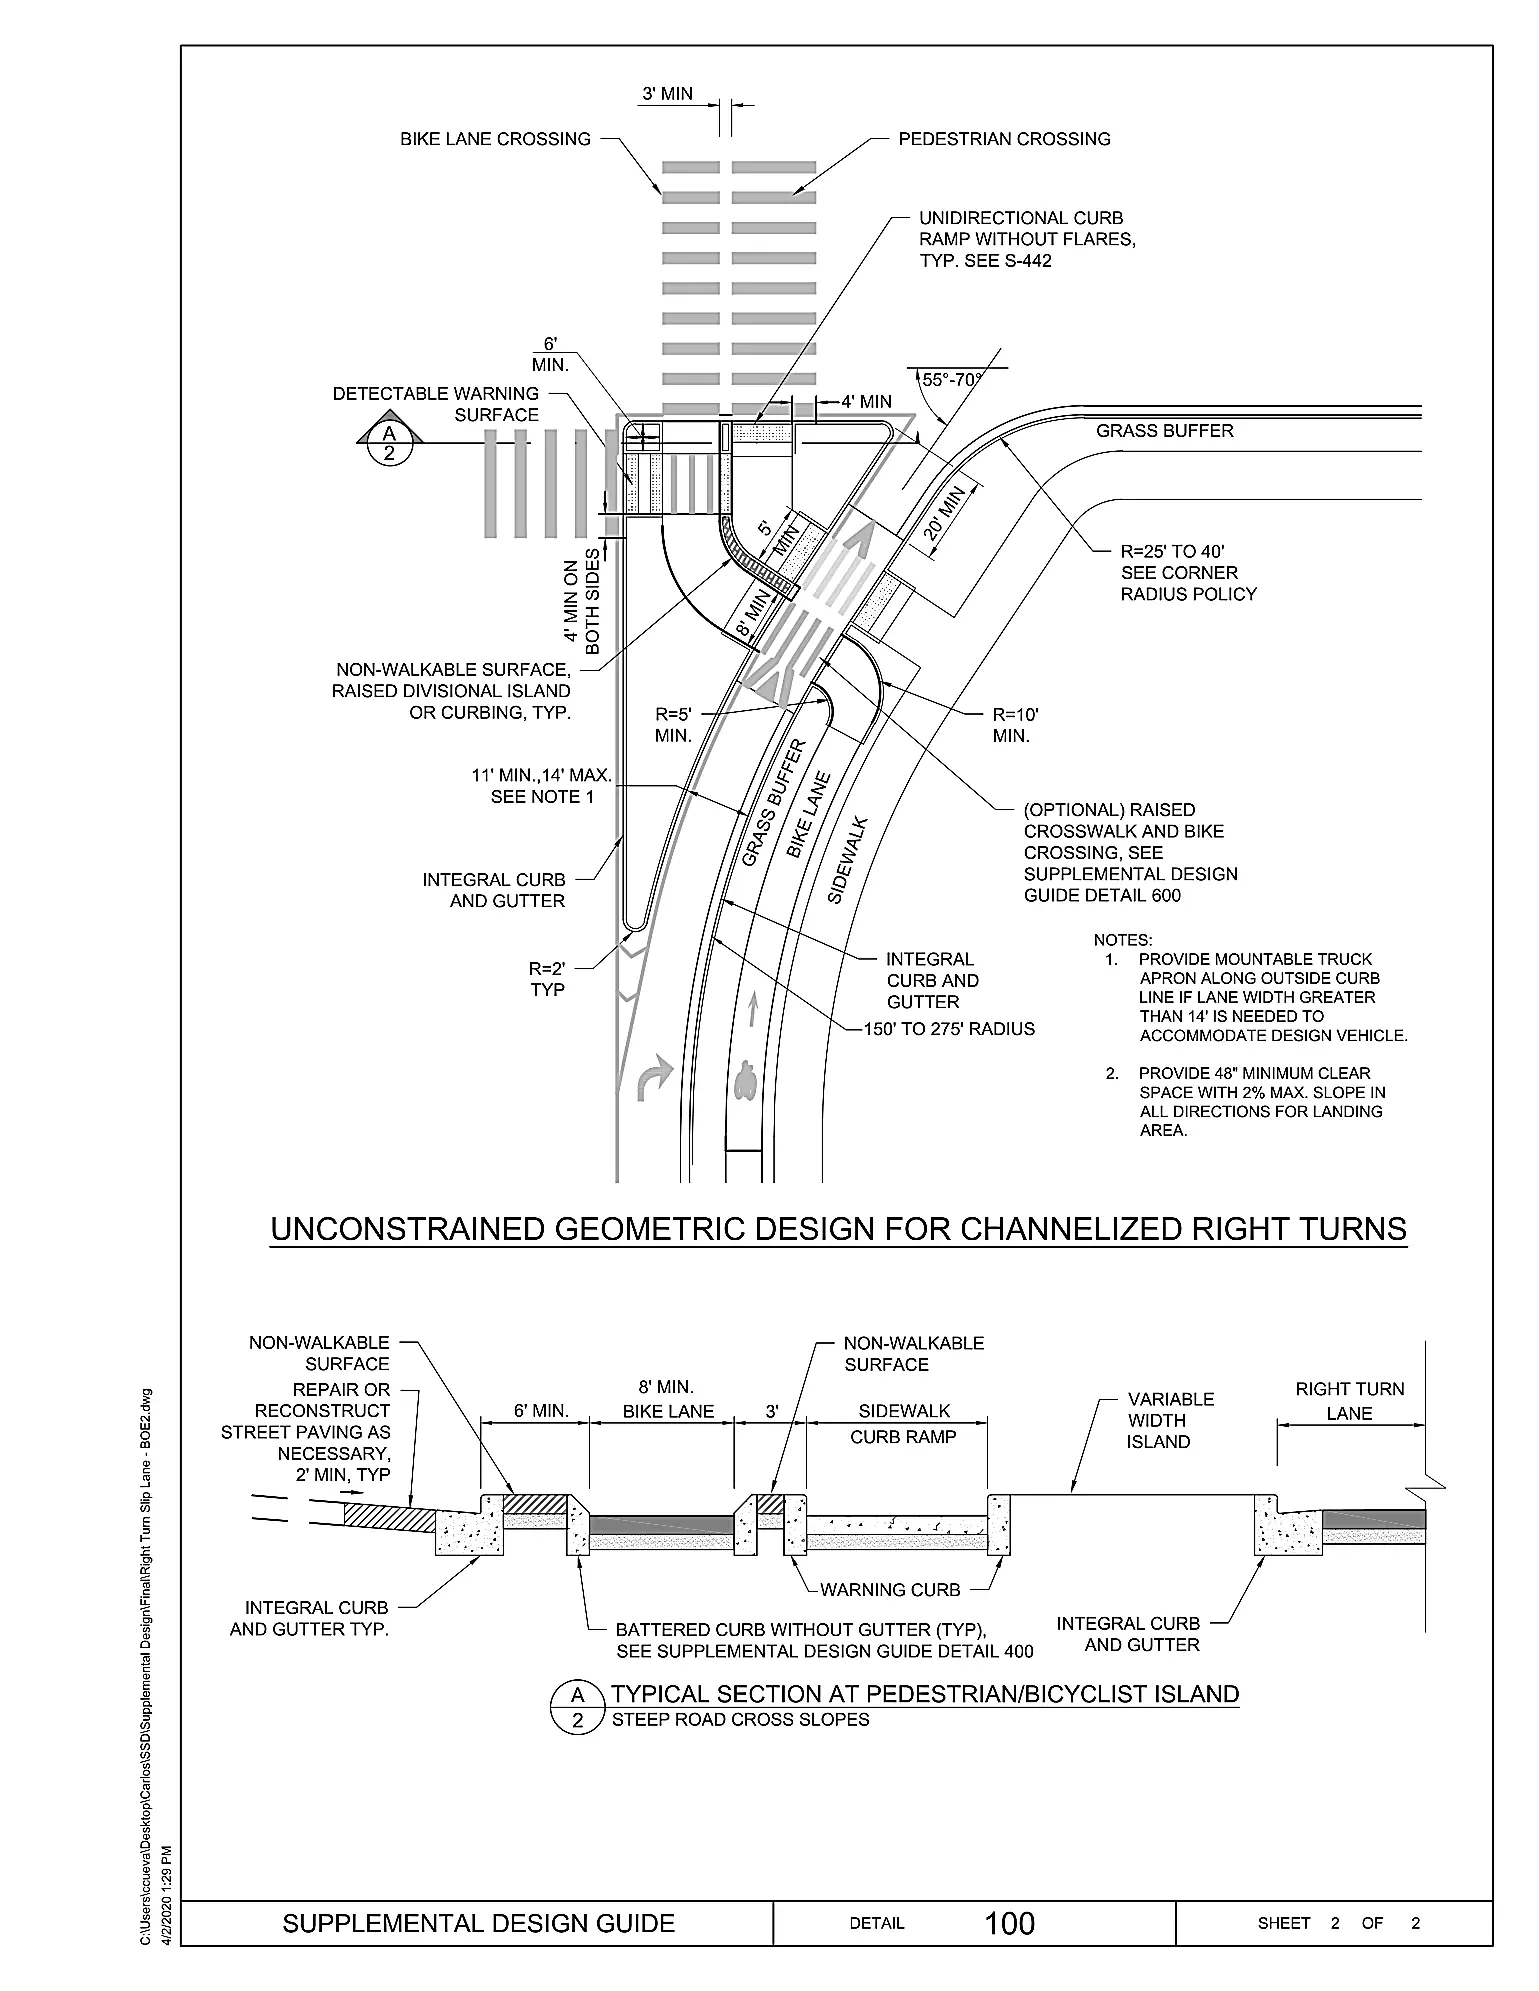 3' MIN
BIKE LANE CROSSING
PEDESTRIAN CROSSING
UNIDIRECTIONAL CURB
RAMP WITHOUT FLARES,
TYP. SEE S-442
6'
MIN.
DETECTABLE WARNING
SURFACE
A
2
4' MIN
55°-70°
GRASS BUFFER
20' MIN
5'
MIN
8' MIN
4' MIN ON
BOTH SIDES
R=25' TO 40'
SEE CORNER
RADIUS POLICY
NON-WALKABLE SURFACE,
RAISED DIVISIONAL ISLAND
OR CURBING, TYP.
R=5'
MIN.
R=10'
MIN.
11' MIN.,14' MAX.
SEE NOTE 1
GRASS BUFFER
BIKE LANE
SIDEWALK
(OPTIONAL) RAISED
CROSSWALK AND BIKE
CROSSING, SEE
SUPPLEMENTAL DESIGN
GUIDE DETAIL 600
INTEGRAL CURB
AND GUTTER
R=2'
TYP
INTEGRAL
CURB AND
GUTTER
150' TO 275' RADIUS
NOTES:
1. PROVIDE MOUNTABLE TRUCK
APRON ALONG OUTSIDE CURB
LINE IF LANE WIDTH GREATER
THAN 14' IS NEEDED TO
ACCOMMODATE DESIGN VEHICLE.
2. PROVIDE 48" MINIMUM CLEAR
SPACE WITH 2% MAX. SLOPE IN
ALL DIRECTIONS FOR LANDING
AREA.
UNCONSTRAINED GEOMETRIC DESIGN FOR CHANNELIZED RIGHT TURNS
NON-WALKABLE
SURFACE
REPAIR OR
RECONSTRUCT
STREET PAVING AS
NECESSARY,
2' MIN, TYP
6' MIN.
8' MIN.
BIKE LANE
3'
SIDEWALK
CURB RAMP
NON-WALKABLE
SURFACE
VARIABLE
WIDTH
ISLAND
RIGHT TURN
LANE
WARNING CURB
INTEGRAL CURB
AND GUTTER TYP.
BATTERED CURB WITHOUT GUTTER (TYP),
SEE SUPPLEMENTAL DESIGN GUIDE DETAIL 400
INTEGRAL CURB
AND GUTTER
A
2
TYPICAL SECTION AT PEDESTRIAN/BICYCLIST ISLAND
STEEP ROAD CROSS SLOPES
C:\Users\ccueva\Desktop\Carlos\SSD\Supplemental Design\Final\Right Turn Slip Lane - BOE2.dwg
4/2/2020 1:29 PM
SUPPLEMENTAL DESIGN GUIDE
DETAIL 100
SHEET 2 OF 2